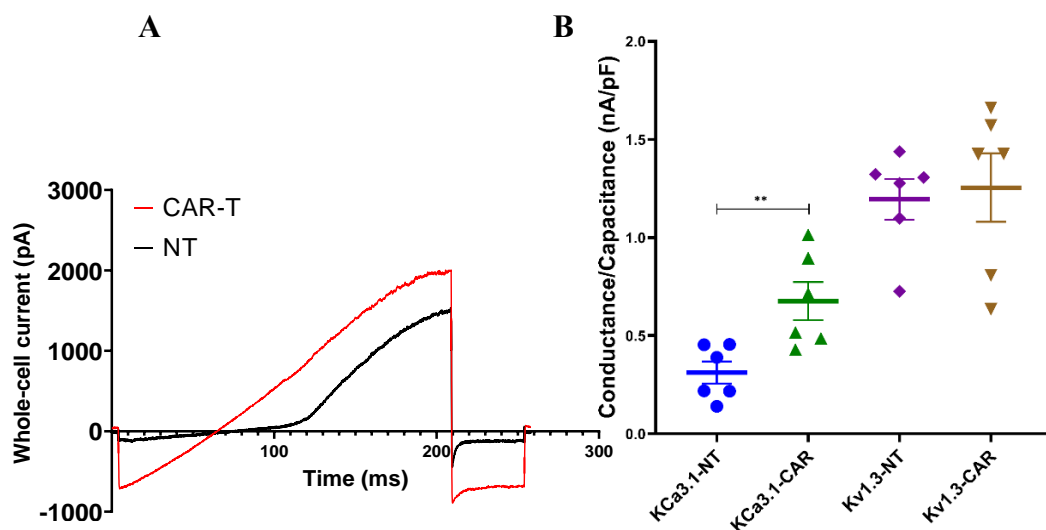 A
Whole-cell current (pA)
3000
2000
1000
0
-1000
CAR-T
NT
100
200
300
Time (ms)
B
Conductance/Capacitance (nA/pF)
2.0
1.5
1.0
0.5
0.0
**
KCa3.1-NT
KCa3.1-CAR
Kv1.3-NT
Kv1.3-CAR